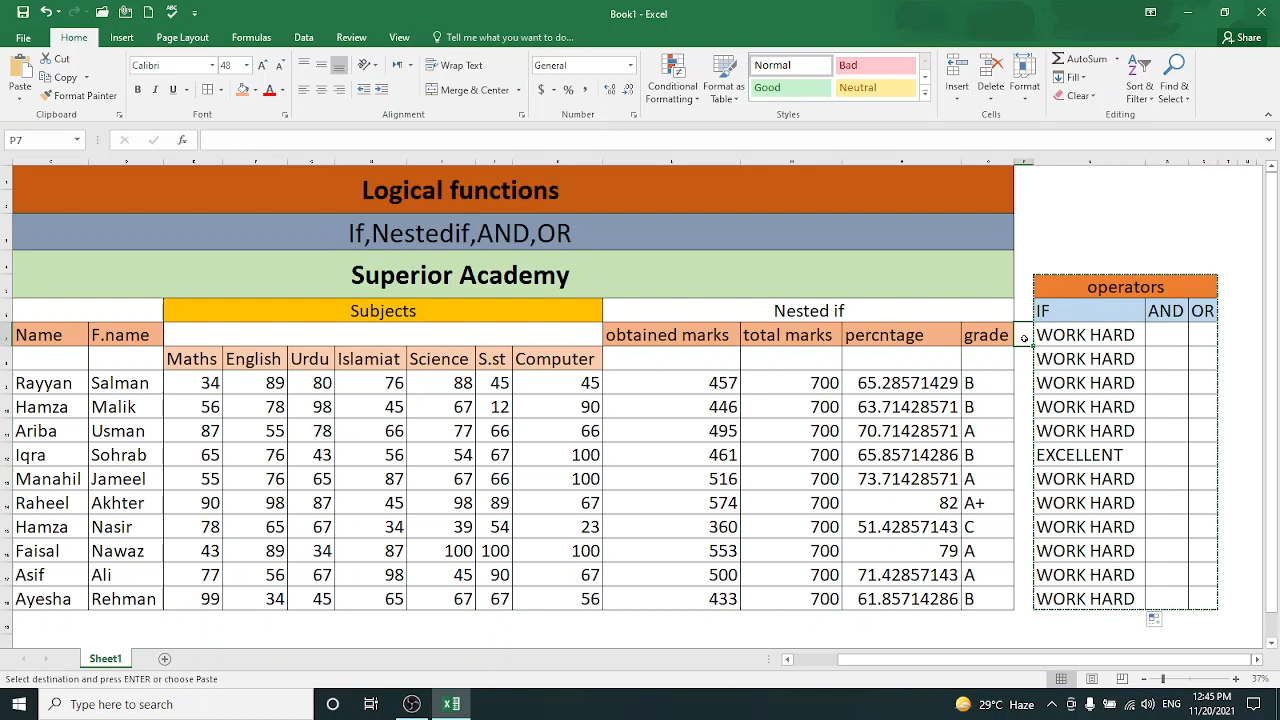 Book1 - Excel
File Home Insert Page Layout Formulas Data Review View Tell me what you want to do... Share
Paste Cut Copy Format Painter Clipboard
Calibri 48 B I U Font
Wrap Text Merge & Center Alignment
General $ % , Number
Conditional Formatting Format as Table Normal Bad Good Neutral Styles
Insert Delete Format Cells
AutoSum Fill Clear Sort & Filter Find & Select Editing
P7 fx
Logical functions
If,Nestedif,AND,OR
Superior Academy
operators
Subjects Nested if IF AND OR
Name F.name obtained marks total marks percntage grade WORK HARD
Maths English Urdu Islamiat Science S.st Computer WORK HARD
Rayyan Salman 34 89 80 76 88 45 45 457 700 65.28571429 B WORK HARD
Hamza Malik 56 78 98 45 67 12 90 446 700 63.71428571 B WORK HARD
Ariba Usman 87 55 78 66 77 66 66 495 700 70.71428571 A WORK HARD
Iqra Sohrab 65 76 43 56 54 67 100 461 700 65.85714286 B EXCELLENT
Manahil Jameel 55 76 65 87 67 66 100 516 700 73.71428571 A WORK HARD
Raheel Akhter 90 98 87 45 98 89 67 574 700 82 A+ WORK HARD
Hamza Nasir 78 65 67 34 39 54 23 360 700 51.42857143 C WORK HARD
Faisal Nawaz 43 89 34 87 100 100 100 553 700 79 A WORK HARD
Asif Ali 77 56 67 98 45 90 67 500 700 71.42857143 A WORK HARD
Ayesha Rehman 99 34 45 65 67 67 56 433 700 61.85714286 B WORK HARD
Sheet1
Select destination and press ENTER or choose Paste 37%
Type here to search 29°C Haze 12:45 PM
11/20/2021